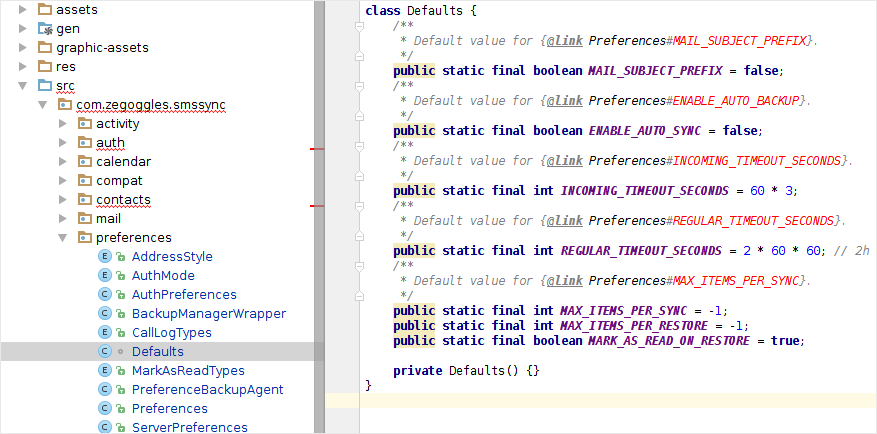 assets
gen
graphic-assets
res
src
com.zegoggles.smssync
activity
auth
calendar
compat
contacts
mail
preferences
E AddressStyle
E AuthMode
C AuthPreferences
C BackupManagerWrapper
E CallLogTypes
C Defaults
E MarkAsReadTypes
C PreferenceBackupAgent
C Preferences
C ServerPreferences
class Defaults {
/**
* Default value for {@link Preferences#MAIL_SUBJECT_PREFIX}.
*/
public static final boolean MAIL_SUBJECT_PREFIX = false;
/**
* Default value for {@link Preferences#ENABLE_AUTO_BACKUP}.
*/
public static final boolean ENABLE_AUTO_SYNC = false;
/**
* Default value for {@link Preferences#INCOMING_TIMEOUT_SECONDS}.
*/
public static final int INCOMING_TIMEOUT_SECONDS = 60 * 3;
/**
* Default value for {@link Preferences#REGULAR_TIMEOUT_SECONDS}.
*/
public static final int REGULAR_TIMEOUT_SECONDS = 2 * 60 * 60; // 2h
/**
* Default value for {@link Preferences#MAX_ITEMS_PER_SYNC}.
*/
public static final int MAX_ITEMS_PER_SYNC = -1;
public static final int MAX_ITEMS_PER_RESTORE = -1;
public static final boolean MARK_AS_READ_ON_RESTORE = true;
private Defaults() {}
}